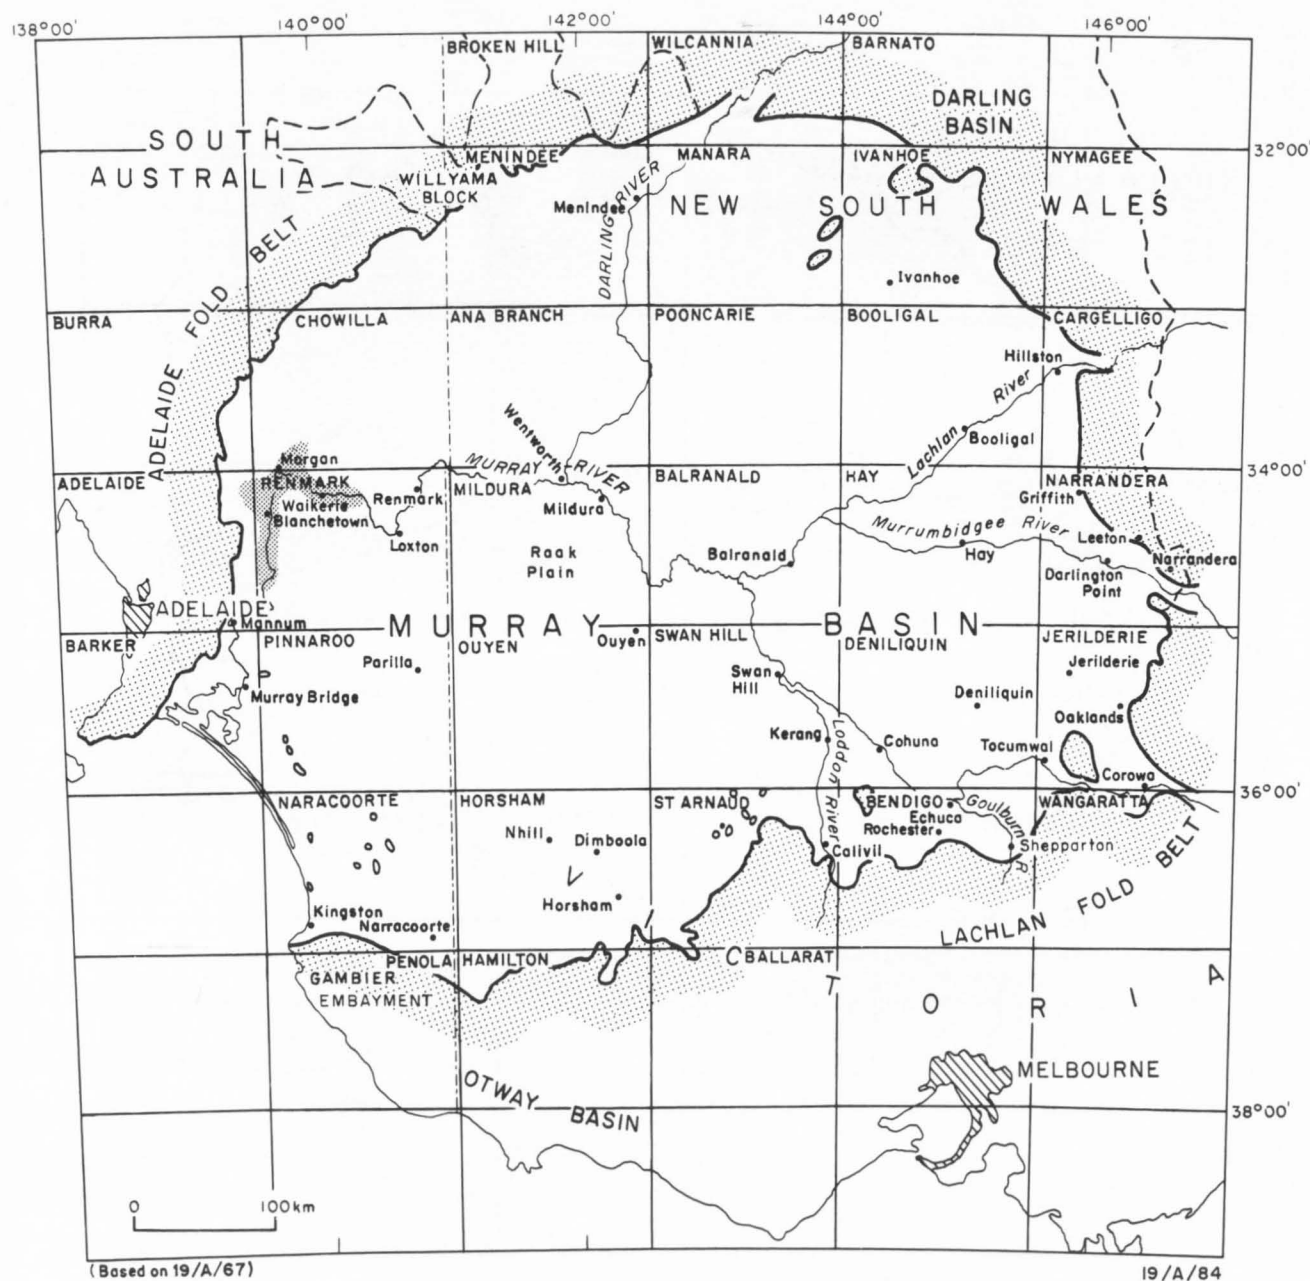 138°00' 140°00' 142°00' 144°00' 146°00'
BROKEN HILL WILCANNIA BARNATO
DARLING
BASIN
SOUTH
AUSTRALIA
MENINDEE MANARA IVANHOE NYMAGEE 32°00'
WILLYAMA
BLOCK
Menindee
DARLING RIVER
NEW SOUTH WALES
Ivanhoe
ADELAIDE FOLD BELT
BURRA CHOWILLA ANA BRANCH POONCARIE BOOLIGAL CARGELLIGO
Hillston
Lachlan River
Booligal
Wentworth
Morgan
MURRAY RIVER
ADELAIDE RENMARK Renmark MILDURA BALRANALD HAY NARRANDERA 34°00'
Waikerie
Blanchetown
Mildura
Griffith
Murrumbidgee River
Loxton
Raak
Plain
Balranald
Hay
Leeton
Narrandera
Darlington
Point
ADELAIDE
Mannum
MURRAY BASIN
BARKER PINNAROO OUYEN Ouyen SWAN HILL DENILIQUIN JERILDERIE
Parilla
Jerilderie
Murray Bridge
Swan
Hill
Deniliquin
Oaklands
Kerang
Loddon River
Cohuna
Tocumwal
Corowa
NARACOORTE HORSHAM ST ARNAUD BENDIGO WANGARATTA 36°00'
Echuca
Goulburn R
Nhill
Dimboola
Rochester
Calivil
Shepparton
Horsham
Kingston
Narracoorte
LACHLAN FOLD BELT
PENOLA HAMILTON BALLARAT
GAMBIER
EMBAYMENT
V I C T O R I A
MELBOURNE
OTWAY BASIN
38°00'
0 100km
(Based on 19/A/67) 19/A/84